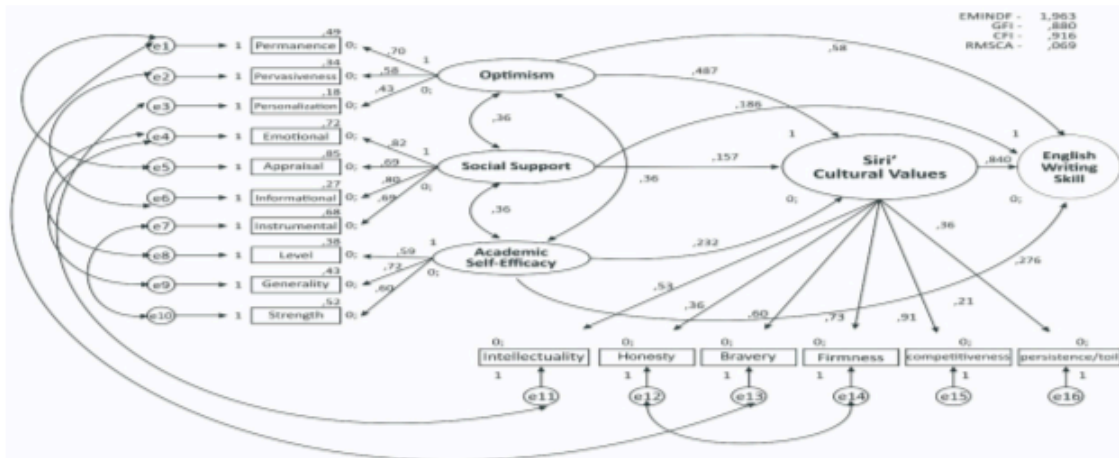 EMINDF - 1,963
GFI - ,880
CFI - ,916
RMSCA - ,069
,58
,49
e1 1 Permanence 0;
,70
1
Optimism
,487
,34
e2 1 Pervasiveness 0;
,58
0;
,18
e3 1 Personalization 0;
,43
,186
,36
,72
e4 1 Emotional 0;
,82
1
1
1
,85
e5 1 Appraisal 0;
,69
Social Support
,157
Siri'
Cultural Values
,840
English
Writing
Skill
,27
e6 1 Informational 0;
,80
0;
,36
0;
0;
,68
e7 1 Instrumental 0;
,69
,36
,36
,38
e8 1 Level 0;
,59
1
Academic
Self-Efficacy
,232
,276
,43
e9 1 Generality 0;
,72
0;
,52
e10 1 Strength 0;
,60
,53
,36
,60
,73
,91
,21
0; 0; 0; 0; 0; 0;
Intellectuality Honesty Bravery Firmness competitiveness persistence/toil
1 1 1 1 1 1
e11 e12 e13 e14 e15 e16